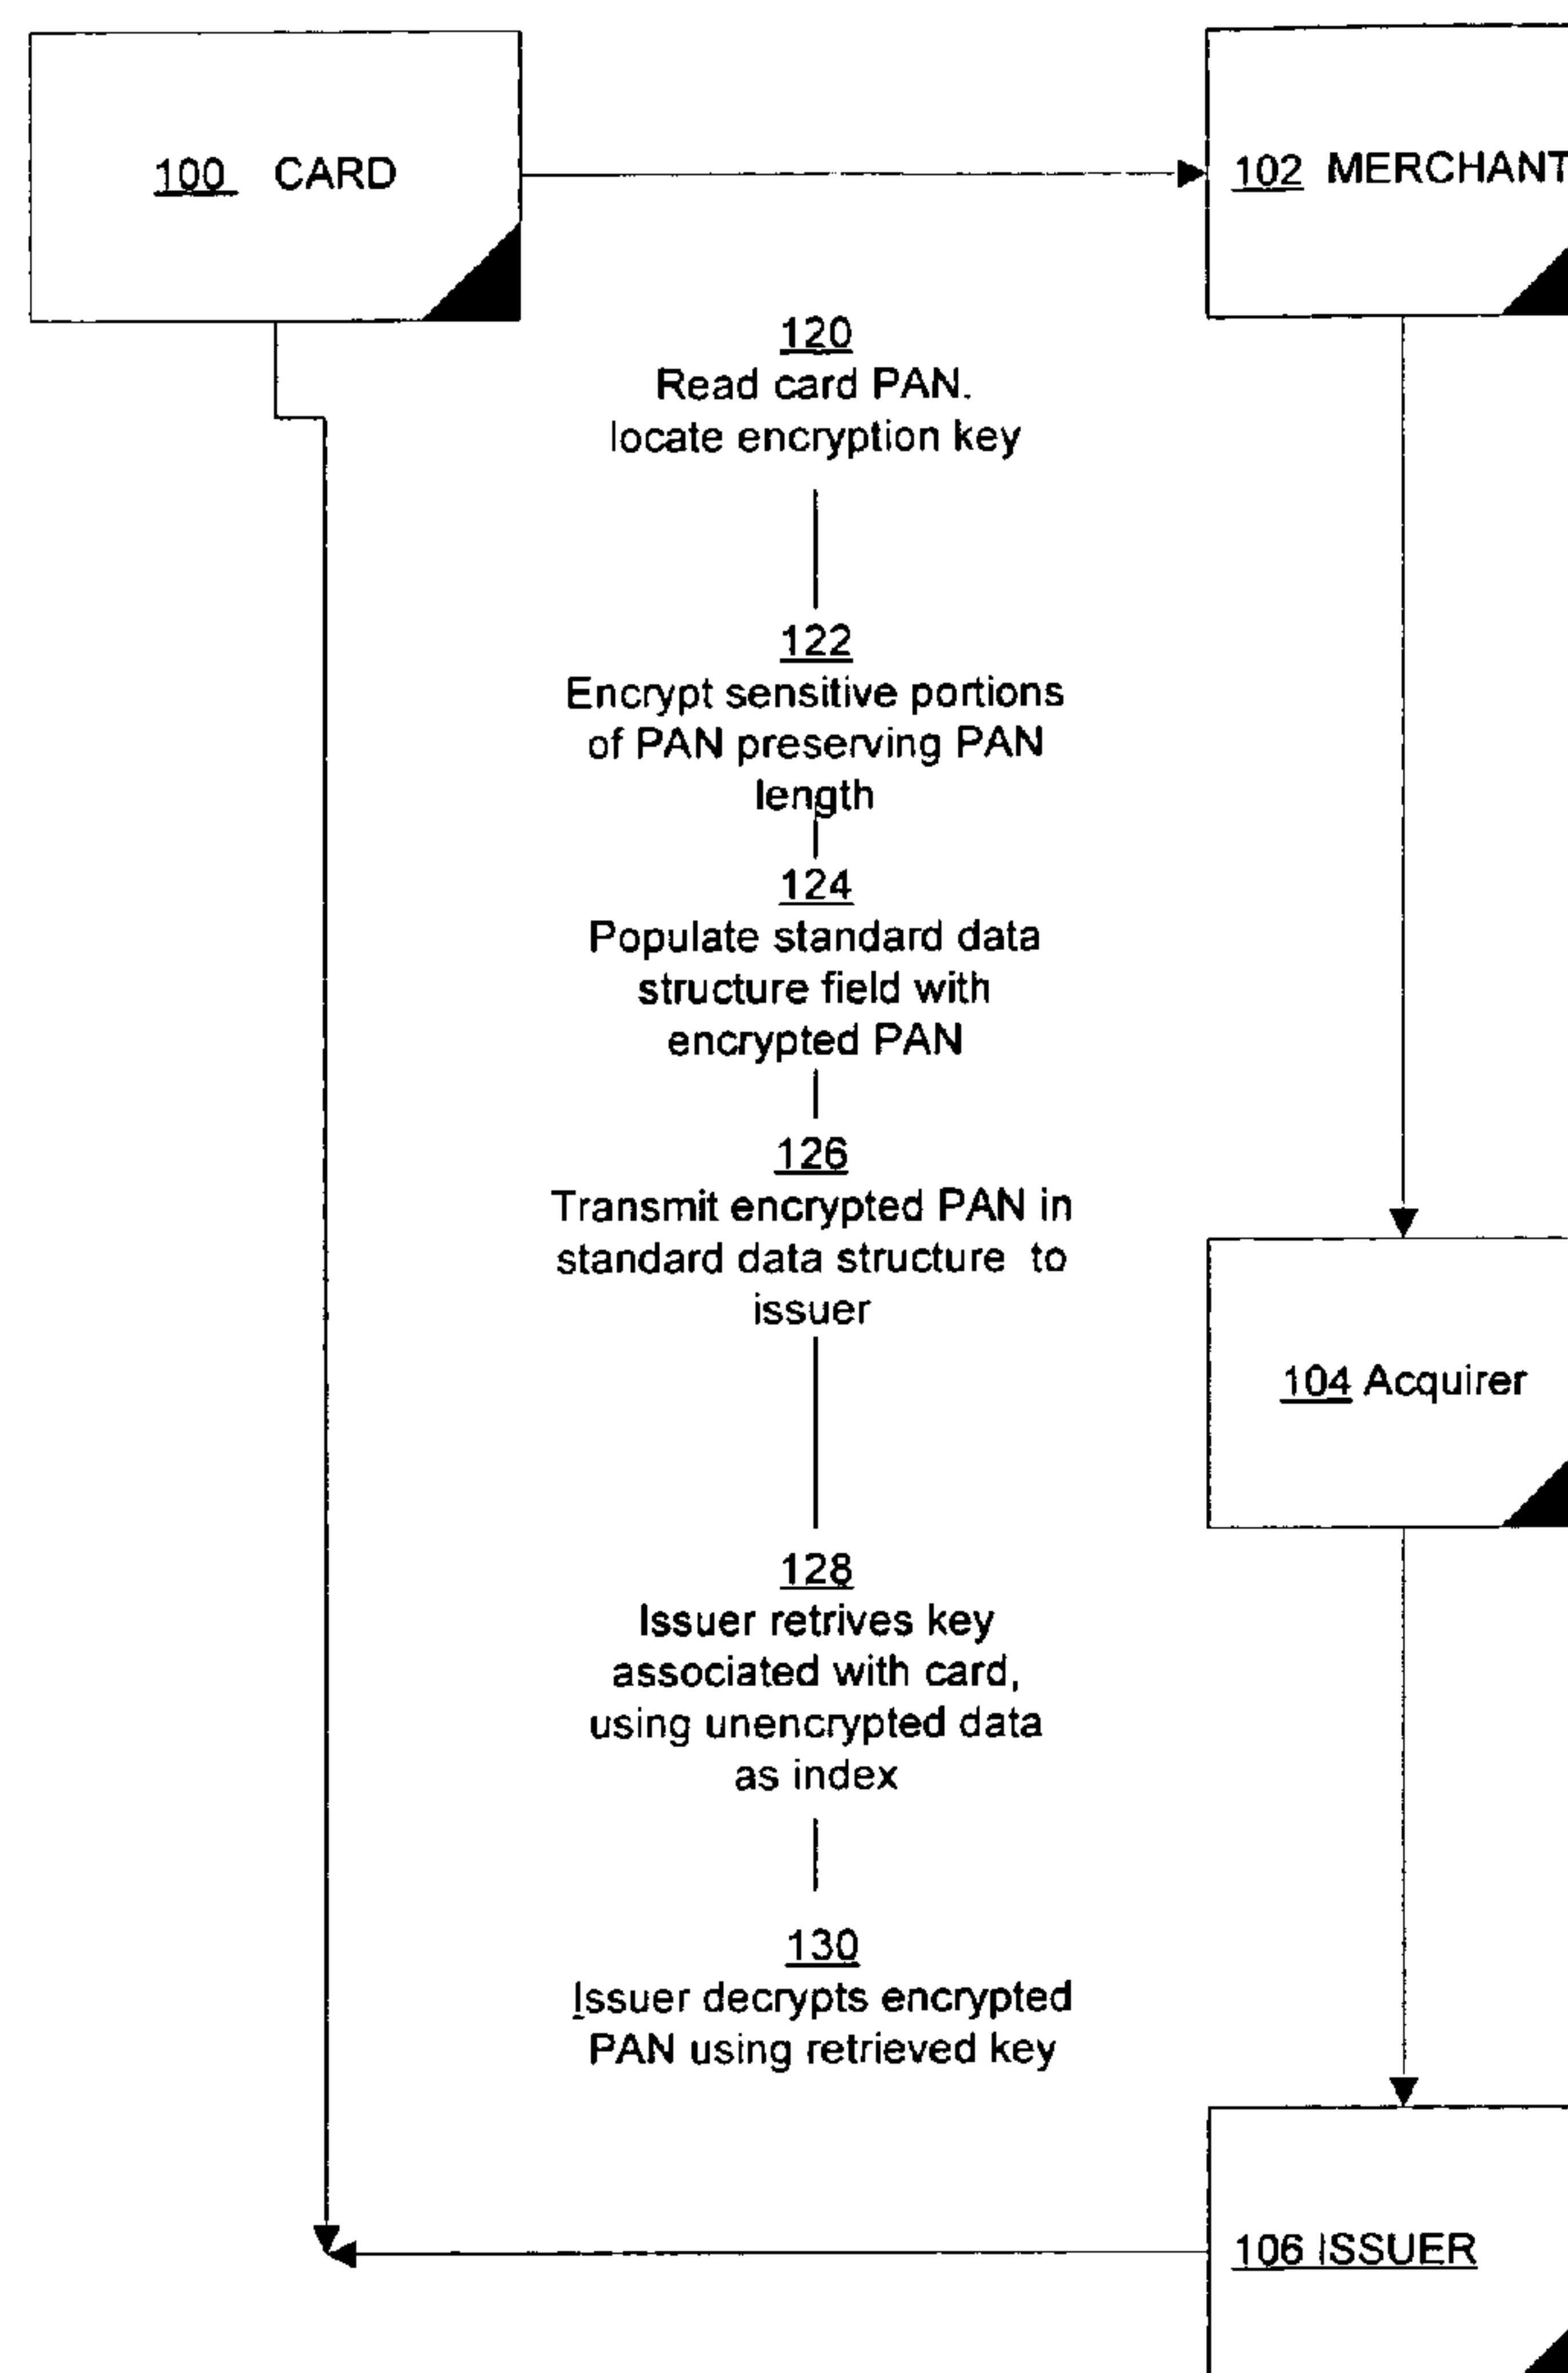 100 CARD
102 MERCHANT
120
Read card PAN.
locate encryption key
122
Encrypt sensitive portions
of PAN preserving PAN
length
124
Populate standard data
structure field with
encrypted PAN
126
Transmit encrypted PAN in
standard data structure to
issuer
104 Acquirer
128
Issuer retrives key
associated with card,
using unencrypted data
as index
130
Issuer decrypts encrypted
PAN using retrieved key
106 ISSUER